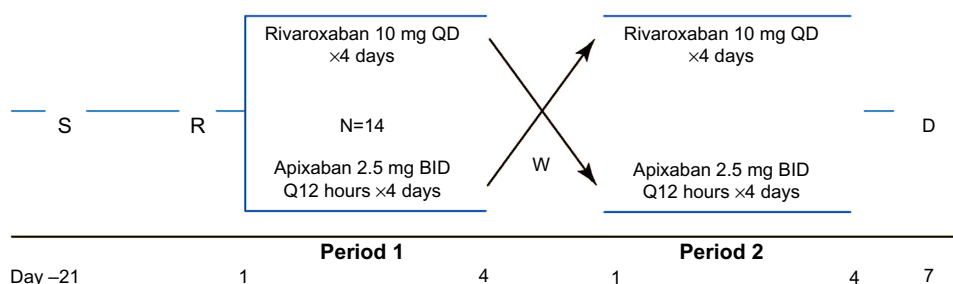 Rivaroxaban 10 mg QD
×4 days
Rivaroxaban 10 mg QD
×4 days
S
R
N=14
D
W
Apixaban 2.5 mg BID
Q12 hours ×4 days
Apixaban 2.5 mg BID
Q12 hours ×4 days
Period 1
Period 2
Day –21
1
4
1
4
7